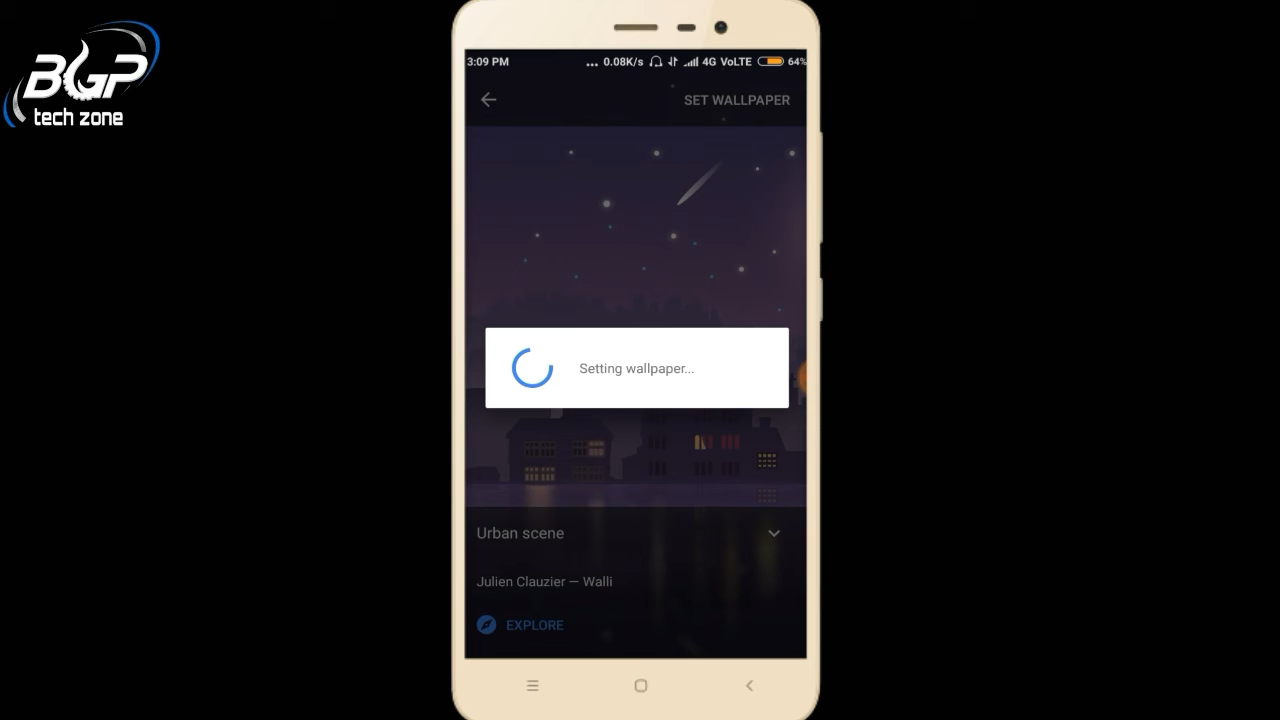 BGP
tech zone
3:09 PM ... 0.08K/s 4G VoLTE 64%
SET WALLPAPER
Setting wallpaper...
Urban scene
Julien Clauzier — Walli
EXPLORE